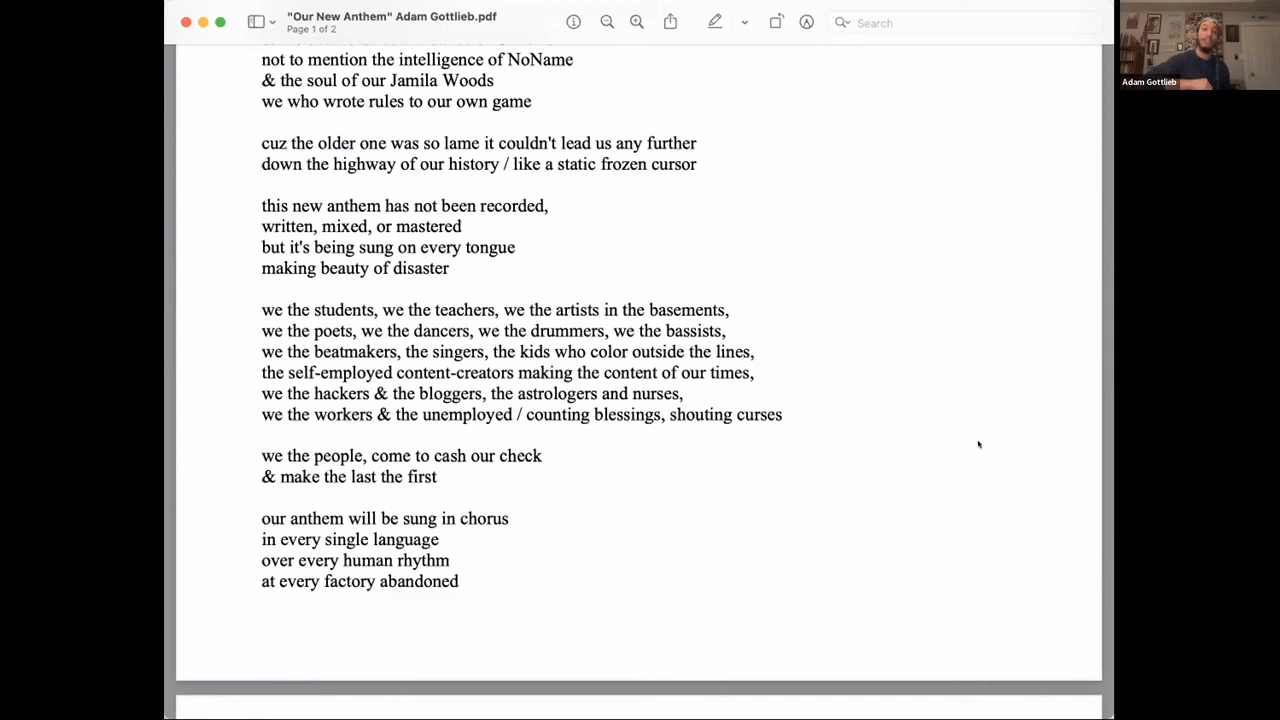 "Our New Anthem" Adam Gottlieb.pdf
Page 1 of 2
Search
Adam Gottlieb
not to mention the intelligence of NoName
& the soul of our Jamila Woods
we who wrote rules to our own game
cuz the older one was so lame it couldn't lead us any further
down the highway of our history / like a static frozen cursor
this new anthem has not been recorded,
written, mixed, or mastered
but it's being sung on every tongue
making beauty of disaster
we the students, we the teachers, we the artists in the basements,
we the poets, we the dancers, we the drummers, we the bassists,
we the beatmakers, the singers, the kids who color outside the lines,
the self-employed content-creators making the content of our times,
we the hackers & the bloggers, the astrologers and nurses,
we the workers & the unemployed / counting blessings, shouting curses
we the people, come to cash our check
& make the last the first
our anthem will be sung in chorus
in every single language
over every human rhythm
at every factory abandoned